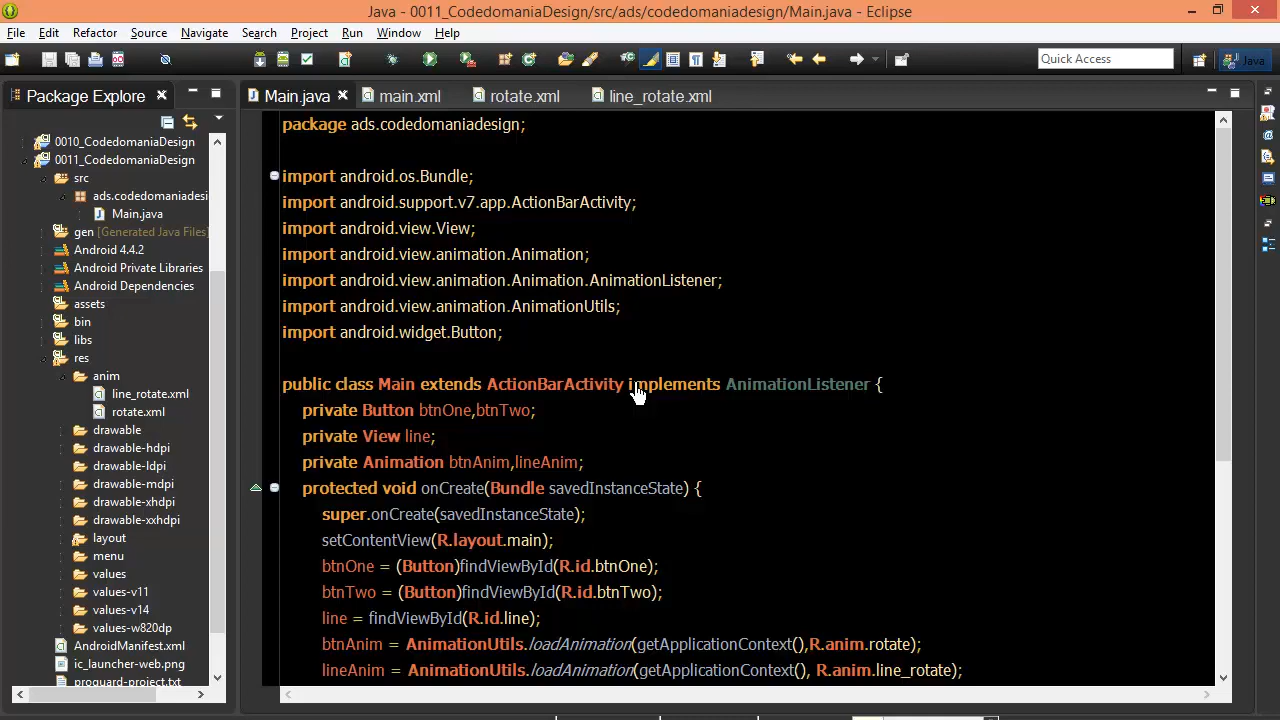 Java - 0011_CodedomaniaDesign/src/ads/codedomaniadesign/Main.java - Eclipse
File Edit Refactor Source Navigate Search Project Run Window Help
Quick Access
Java
Package Explore
Main.java
main.xml
rotate.xml
line_rotate.xml
0010_CodedomaniaDesign
0011_CodedomaniaDesign
src
ads.codedomaniadesi
Main.java
gen [Generated Java Files]
Android 4.4.2
Android Private Libraries
Android Dependencies
assets
bin
libs
res
anim
line_rotate.xml
rotate.xml
drawable
drawable-hdpi
drawable-ldpi
drawable-mdpi
drawable-xhdpi
drawable-xxhdpi
layout
menu
values
values-v11
values-v14
values-w820dp
AndroidManifest.xml
ic_launcher-web.png
proguard-project.txt
package ads.codedomaniadesign;
import android.os.Bundle;
import android.support.v7.app.ActionBarActivity;
import android.view.View;
import android.view.animation.Animation;
import android.view.animation.Animation.AnimationListener;
import android.view.animation.AnimationUtils;
import android.widget.Button;
public class Main extends ActionBarActivity implements AnimationListener {
private Button btnOne,btnTwo;
private View line;
private Animation btnAnim,lineAnim;
protected void onCreate(Bundle savedInstanceState) {
super.onCreate(savedInstanceState);
setContentView(R.layout.main);
btnOne = (Button)findViewById(R.id.btnOne);
btnTwo = (Button)findViewById(R.id.btnTwo);
line = findViewById(R.id.line);
btnAnim = AnimationUtils.loadAnimation(getApplicationContext(),R.anim.rotate);
lineAnim = AnimationUtils.loadAnimation(getApplicationContext(), R.anim.line_rotate);